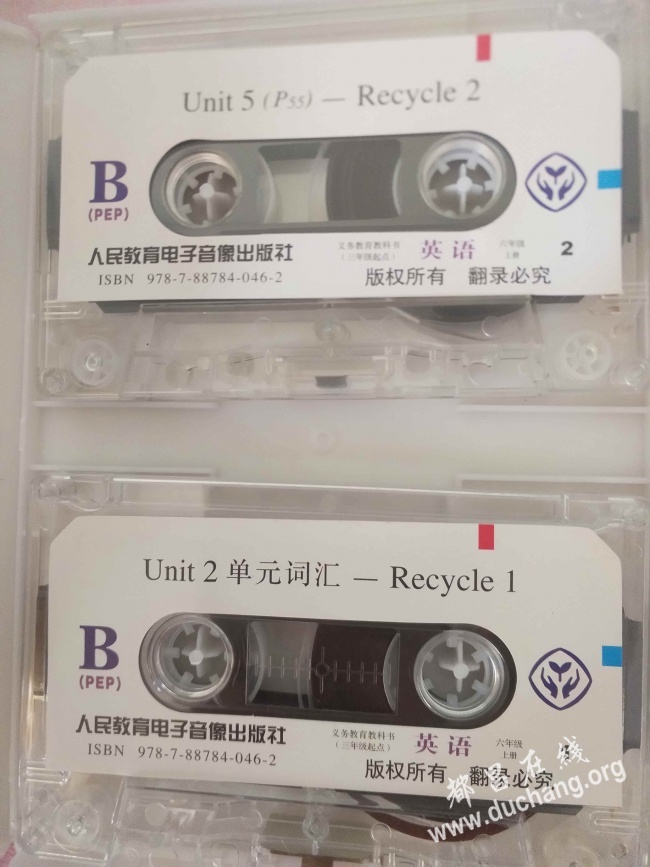 Unit 5 (P55) — Recycle 2
B
(PEP)
人民教育电子音像出版社
ISBN 978-7-88784-046-2
义务教育教科书
(三年级起点)
英语
六年级
上册
2
版权所有 翻录必究
Unit 2 单元词汇 — Recycle 1
B
(PEP)
人民教育电子音像出版社
ISBN 978-7-88784-046-2
义务教育教科书
(三年级起点)
英语
六年级
上册
版权所有 翻录必究
都昌在线
www.duchang.org